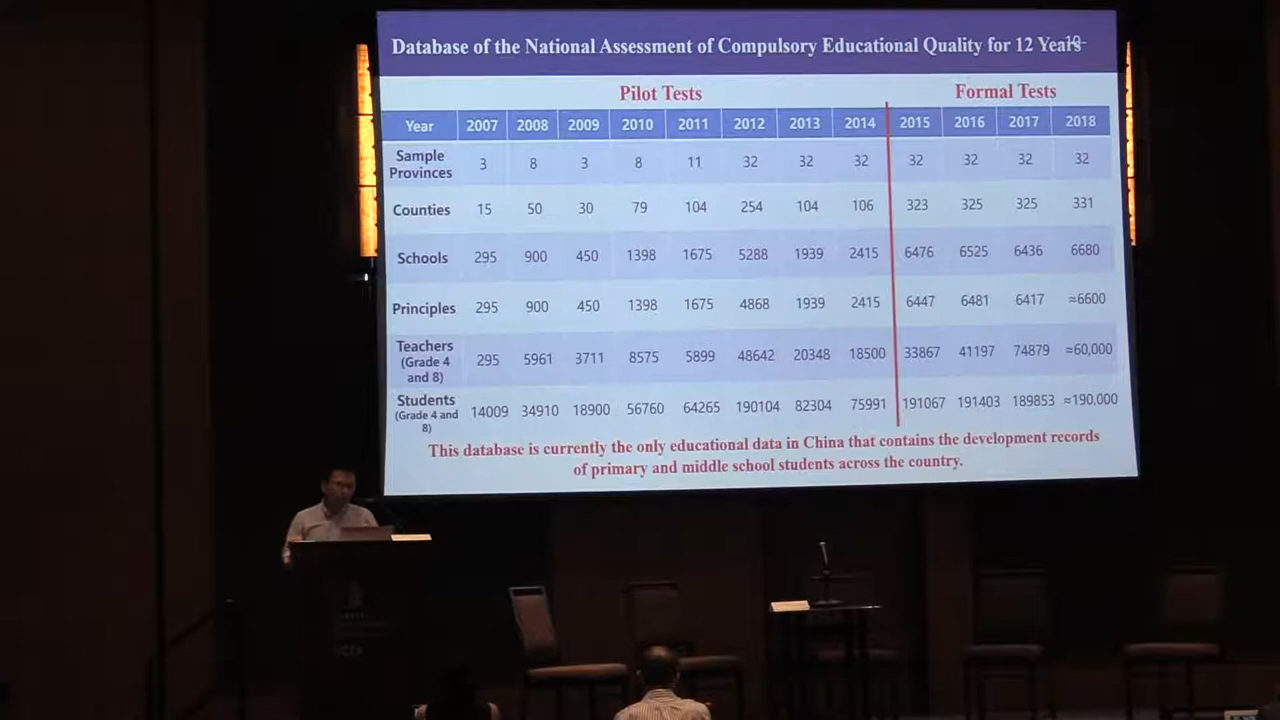 Database of the National Assessment of Compulsory Educational Quality for 12 Years
Pilot Tests Formal Tests
Year 2007 2008 2009 2010 2011 2012 2013 2014 2015 2016 2017 2018
Sample
Provinces 3 8 3 8 11 32 32 32 32 32 32 32
Counties 15 50 30 79 104 254 104 106 323 325 325 331
Schools 295 900 450 1398 1675 5288 1939 2415 6476 6525 6436 6680
Principles 295 900 450 1398 1675 4868 1939 2415 6447 6481 6417 ≈6600
Teachers
(Grade 4
and 8) 295 5961 3711 8575 5899 48642 20348 18500 33867 41197 74879 ≈60,000
Students
(Grade 4 and
8) 14009 34910 18900 56760 64265 190104 82304 75991 191067 191403 189853 ≈190,000
This database is currently the only educational data in China that contains the development records
of primary and middle school students across the country.